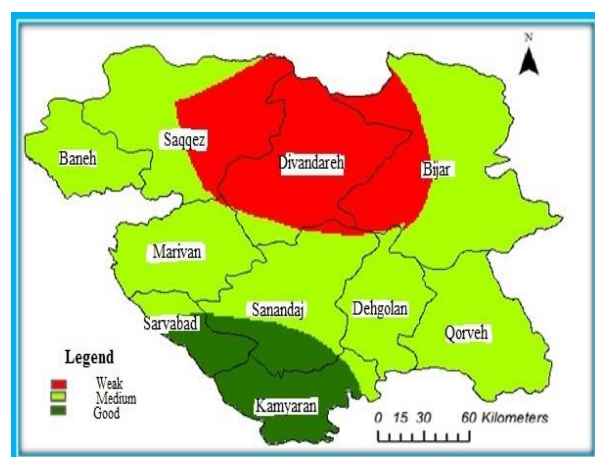 N
Saqqez
Baneh
Divandareh
Bijar
Marivan
Sanandaj
Dehgolan
Sarvabad
Qorveh
Kamyaran
Legend
Weak
Medium
Good
0 15 30 60 Kilometers